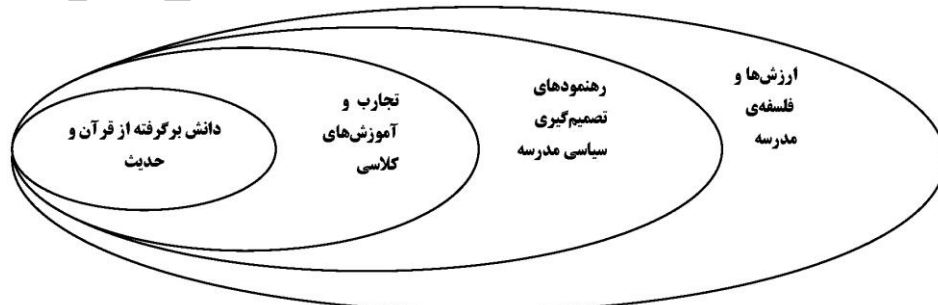 ارزش‌ها و
فلسفه‌ی
مدرسه
رهنمودهای
تصمیم‌گیری
سیاسی مدرسه
تجارب و
آموزش‌های
کلاسی
دانش برگرفته از قرآن و
حدیث